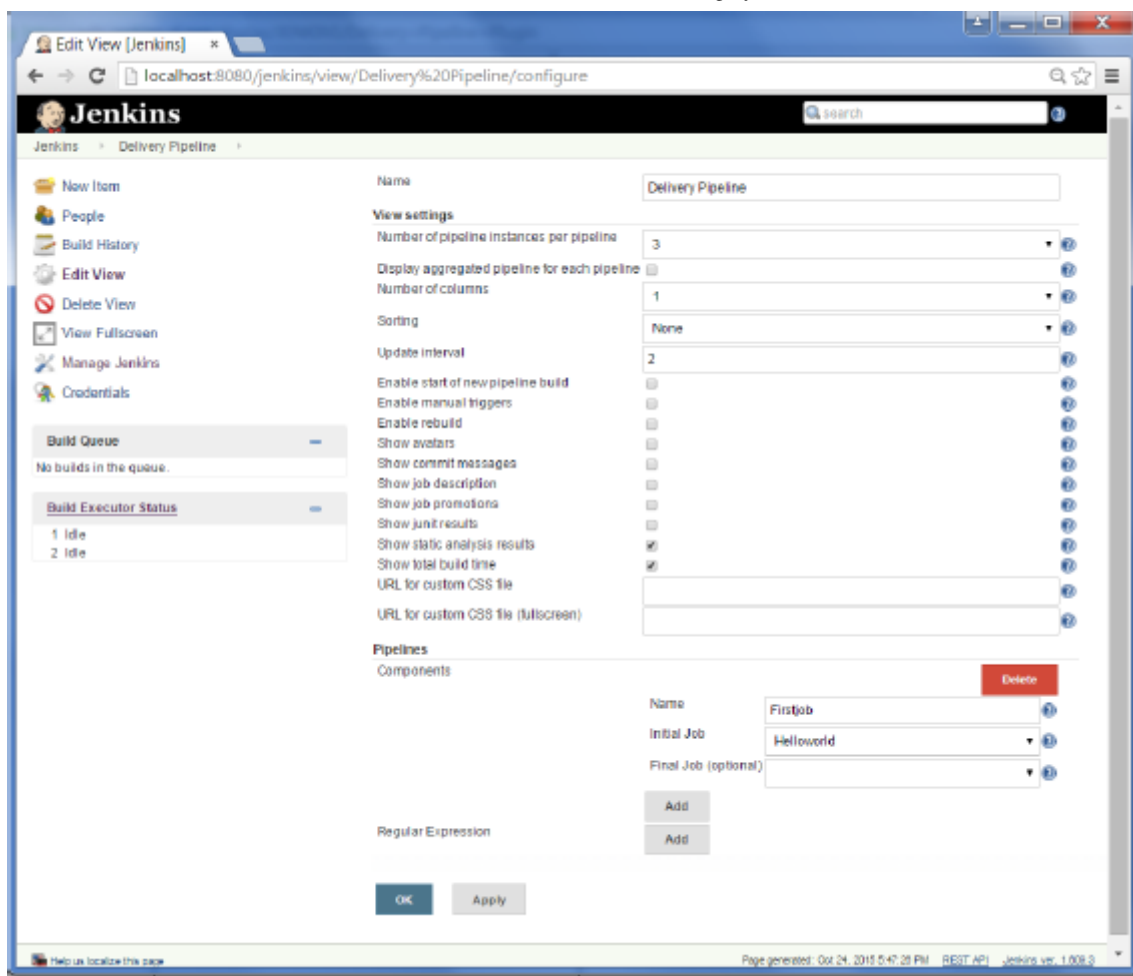 Edit View [Jenkins]
localhost:8080/jenkins/view/Delivery%20Pipeline/configure
Jenkins
search
Jenkins Delivery Pipeline
New Item
People
Build History
Edit View
Delete View
View Fullscreen
Manage Jenkins
Credentials
Build Queue
No builds in the queue.
Build Executor Status
1 Idle
2 Idle
Name Delivery Pipeline
View settings
Number of pipeline instances per pipeline 3
Display aggregated pipeline for each pipeline
Number of columns 1
Sorting None
Update interval 2
Enable start of new pipeline build
Enable manual triggers
Enable rebuild
Show avatars
Show commit messages
Show job description
Show job promotions
Show junit results
Show static analysis results
Show total build time
URL for custom CSS file
URL for custom CSS file (fullscreen)
Pipelines
Components
Delete
Name Firstjob
Initial Job Helloworld
Final Job (optional)
Add
Regular Expression Add
OK Apply
Help us localize this page Page generated: Oct 24, 2015 5:47:28 PM REST API Jenkins ver. 1.609.3